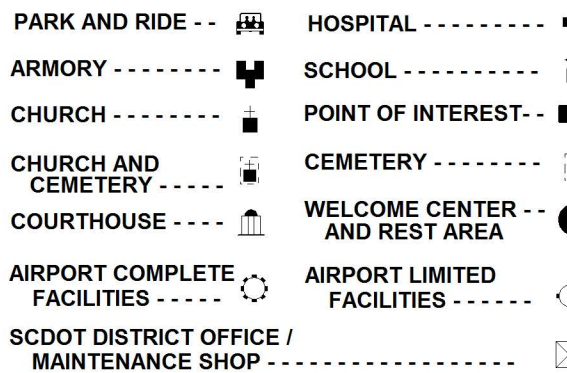 PARK AND RIDE - -
HOSPITAL - - - - - - - - -
ARMORY - - - - - - - -
SCHOOL - - - - - - - - - -
CHURCH - - - - - - - -
POINT OF INTEREST- -
CHURCH AND
CEMETERY - - - - -
CEMETERY - - - - - - - -
COURTHOUSE - - - -
WELCOME CENTER - -
AND REST AREA
AIRPORT COMPLETE
FACILITIES - - - - -
AIRPORT LIMITED
FACILITIES - - - - - -
SCDOT DISTRICT OFFICE /
MAINTENANCE SHOP - - - - - - - - - - - - - - - - - -